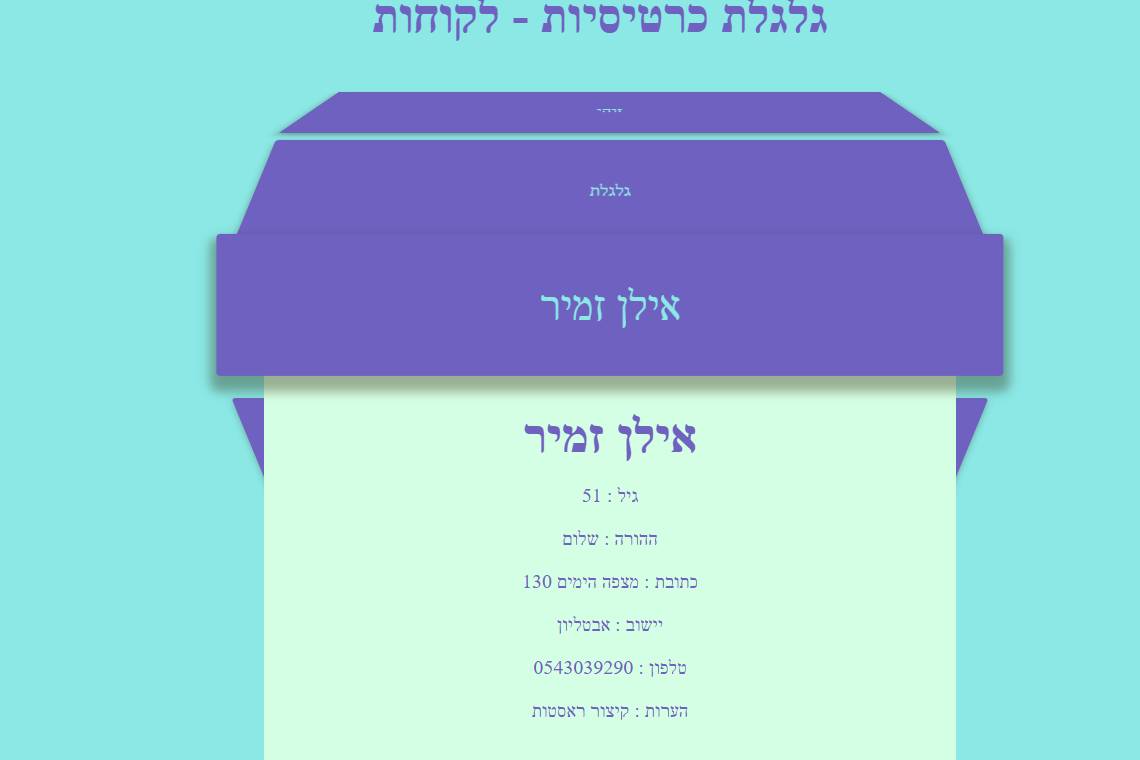 גלגלת כרטיסיות - לקוחות
גלגלת
אילן זמיר
אילן זמיר
גיל : 51
ההורה : שלום
כתובת : מצפה הימים 130
יישוב : אבטליון
טלפון : 0543039290
הערות : קיצור ראסטות